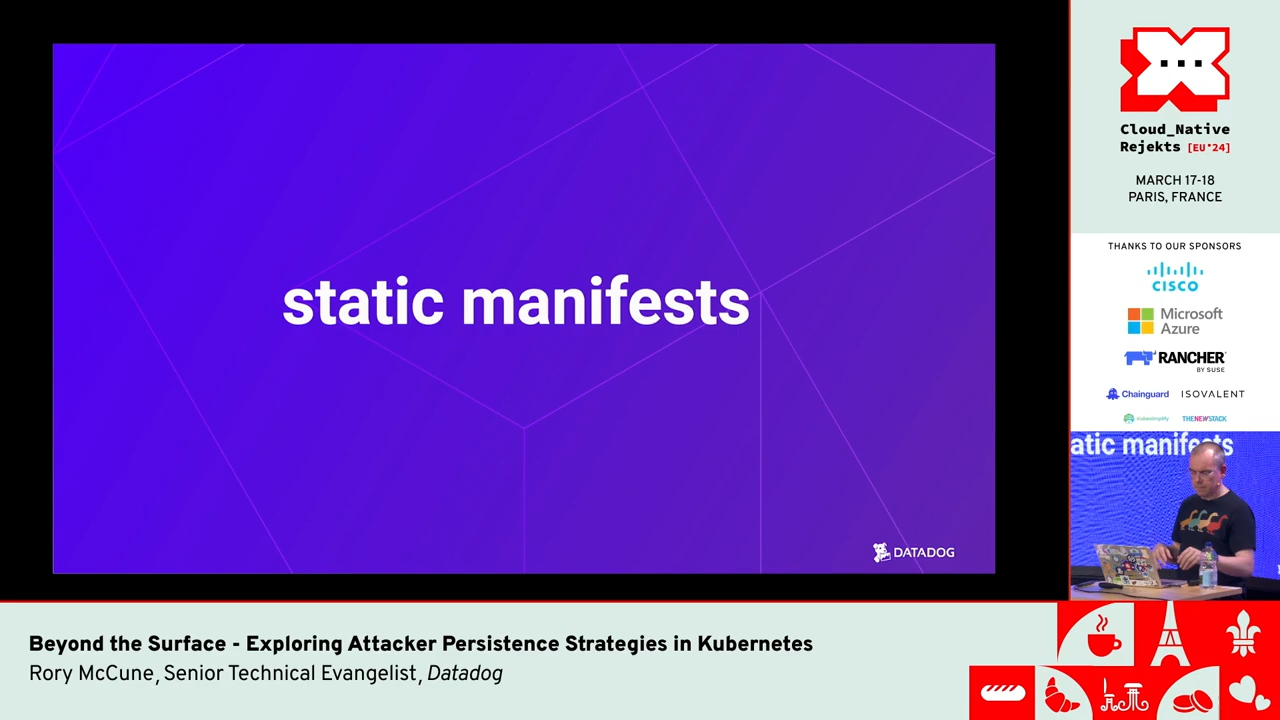 static manifests
DATADOG
Cloud_Native
Rejekts [EU'24]
MARCH 17-18
PARIS, FRANCE
THANKS TO OUR SPONSORS
CISCO
Microsoft
Azure
RANCHER
BY SUSE
Chainguard
ISOVALENT
THENEWSTACK
atic manifests
Beyond the Surface - Exploring Attacker Persistence Strategies in Kubernetes
Rory McCune, Senior Technical Evangelist, Datadog